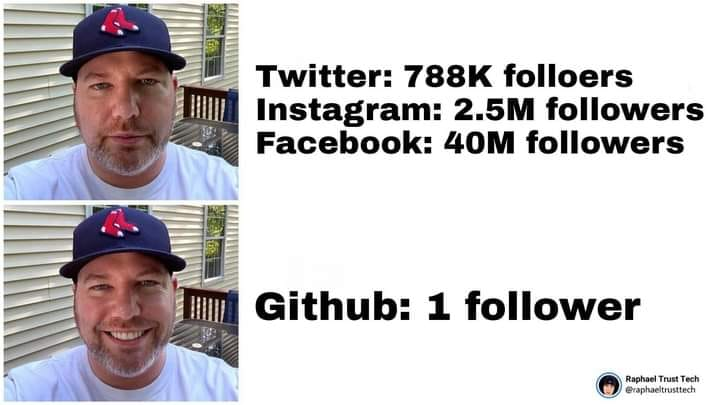 Twitter: 788K folloers
Instagram: 2.5M followers
Facebook: 40M followers
Github: 1 follower
Raphael Trust Tech
@raphaeltrusttech